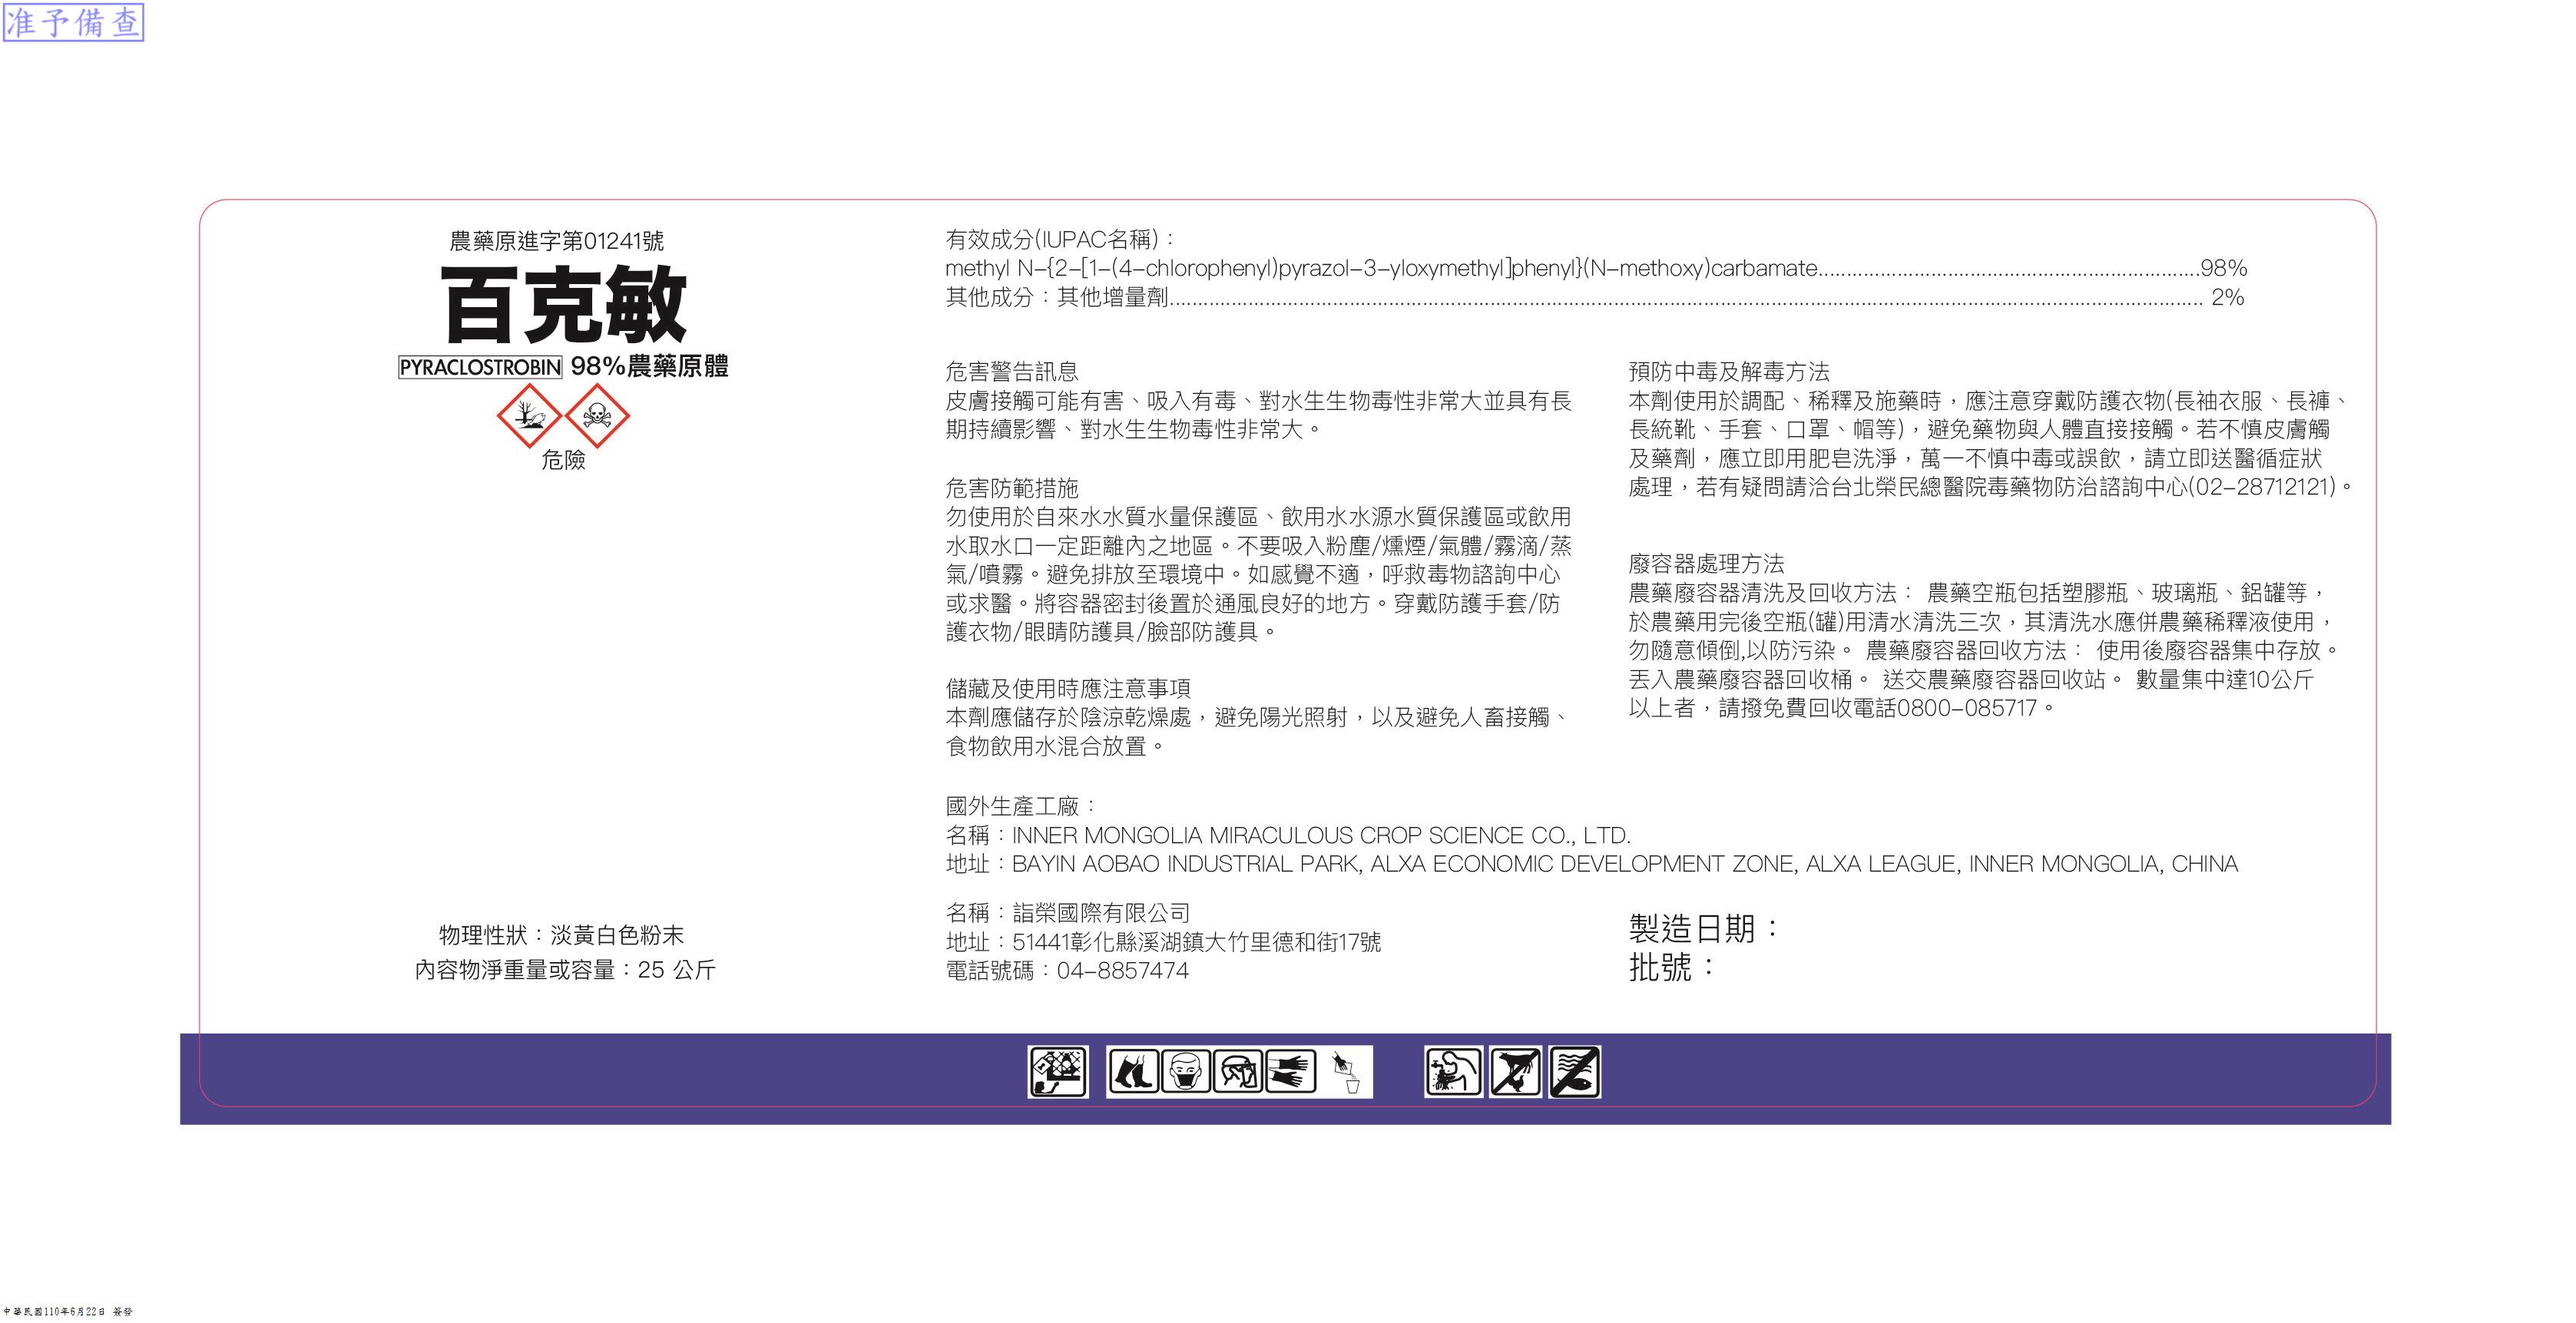 准予備查
農藥原進字第01241號
百克敏
PYRACLOSTROBIN 98%農藥原體
危險
物理性狀：淡黃白色粉末
內容物淨重量或容量：25 公斤
有效成分(IUPAC名稱)：
methyl N-{2-[1-(4-chlorophenyl)pyrazol-3-yloxymethyl]phenyl}(N-methoxy)carbamate....................................................................98%
其他成分：其他增量劑........................................................................................................................................................................................ 2%
危害警告訊息
皮膚接觸可能有害、吸入有毒、對水生生物毒性非常大並具有長
期持續影響、對水生生物毒性非常大。
危害防範措施
勿使用於自來水水質水量保護區、飲用水水源水質保護區或飲用
水取水口一定距離內之地區。不要吸入粉塵/燻煙/氣體/霧滴/蒸
氣/噴霧。避免排放至環境中。如感覺不適，呼救毒物諮詢中心
或求醫。將容器密封後置於通風良好的地方。穿戴防護手套/防
護衣物/眼睛防護具/臉部防護具。
儲藏及使用時應注意事項
本劑應儲存於陰涼乾燥處，避免陽光照射，以及避免人畜接觸、
食物飲用水混合放置。
預防中毒及解毒方法
本劑使用於調配、稀釋及施藥時，應注意穿戴防護衣物(長袖衣服、長褲、
長統靴、手套、口罩、帽等)，避免藥物與人體直接接觸。若不慎皮膚觸
及藥劑，應立即用肥皂洗淨，萬一不慎中毒或誤飲，請立即送醫循症狀
處理，若有疑問請洽台北榮民總醫院毒藥物防治諮詢中心(02-28712121)。
廢容器處理方法
農藥廢容器清洗及回收方法： 農藥空瓶包括塑膠瓶、玻璃瓶、鋁罐等，
於農藥用完後空瓶(罐)用清水清洗三次，其清洗水應併農藥稀釋液使用，
勿隨意傾倒,以防污染。 農藥廢容器回收方法： 使用後廢容器集中存放。
丟入農藥廢容器回收桶。 送交農藥廢容器回收站。 數量集中達10公斤
以上者，請撥免費回收電話0800-085717。
國外生產工廠：
名稱：INNER MONGOLIA MIRACULOUS CROP SCIENCE CO., LTD.
地址：BAYIN AOBAO INDUSTRIAL PARK, ALXA ECONOMIC DEVELOPMENT ZONE, ALXA LEAGUE, INNER MONGOLIA, CHINA
名稱：詣榮國際有限公司
地址：51441彰化縣溪湖鎮大竹里德和街17號
電話號碼：04-8857474
製造日期：
批號：
中華民國110年6月22日 簽發